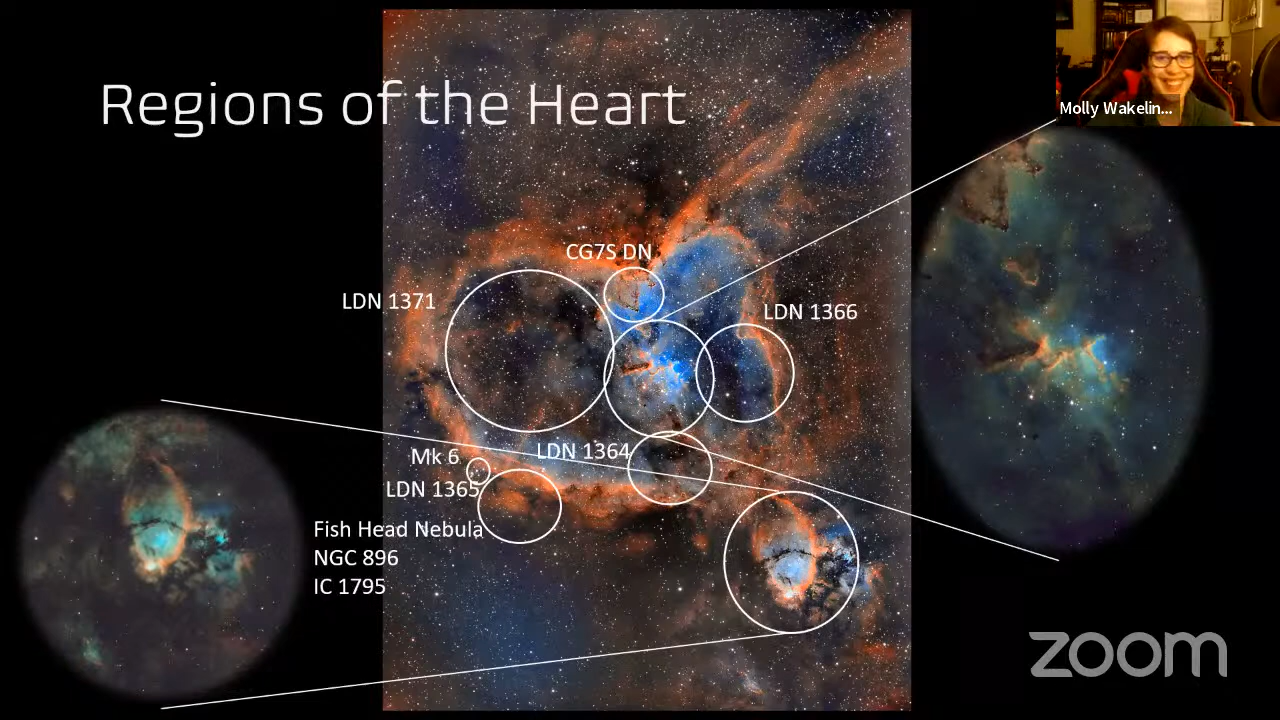 Regions of the Heart
Molly Wakelin...
CG7S DN
LDN 1371
LDN 1366
LDN 1364
Mk 6
LDN 1365
Fish Head Nebula
NGC 896
IC 1795
zoom